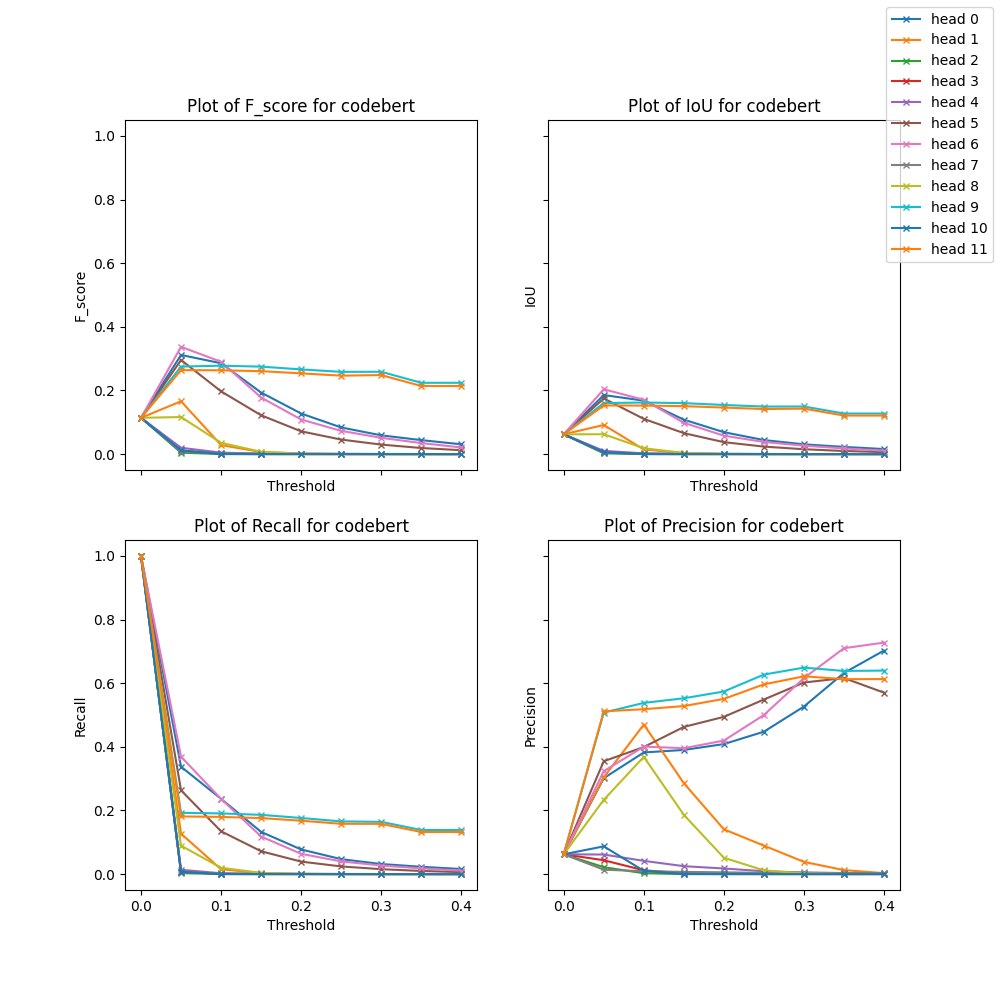 head 0
head 1
head 2
head 3
head 4
head 5
head 6
head 7
head 8
head 9
head 10
head 11
Plot of F_score for codebert
1.0
0.8
0.6
0.4
0.2
0.0
F_score
Threshold
Plot of IoU for codebert
IoU
Threshold
Plot of Recall for codebert
1.0
0.8
0.6
0.4
0.2
0.0
Recall
0.0 0.1 0.2 0.3 0.4
Threshold
Plot of Precision for codebert
Precision
0.0 0.1 0.2 0.3 0.4
Threshold